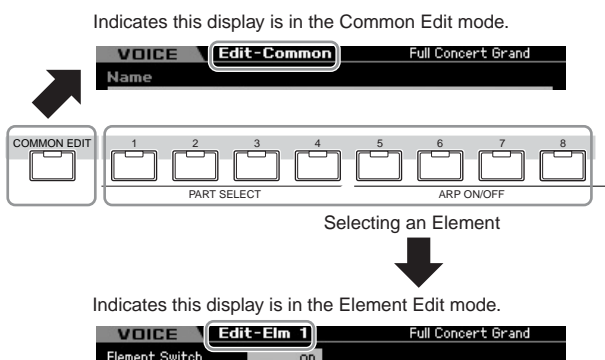 Indicates this display is in the Common Edit mode.
VOICE Edit-Common Full Concert Grand
Name
COMMON EDIT 1 2 3 4 5 6 7 8
PART SELECT ARP ON/OFF
Selecting an Element
Indicates this display is in the Element Edit mode.
VOICE Edit-Elm 1 Full Concert Grand
Element Switch on